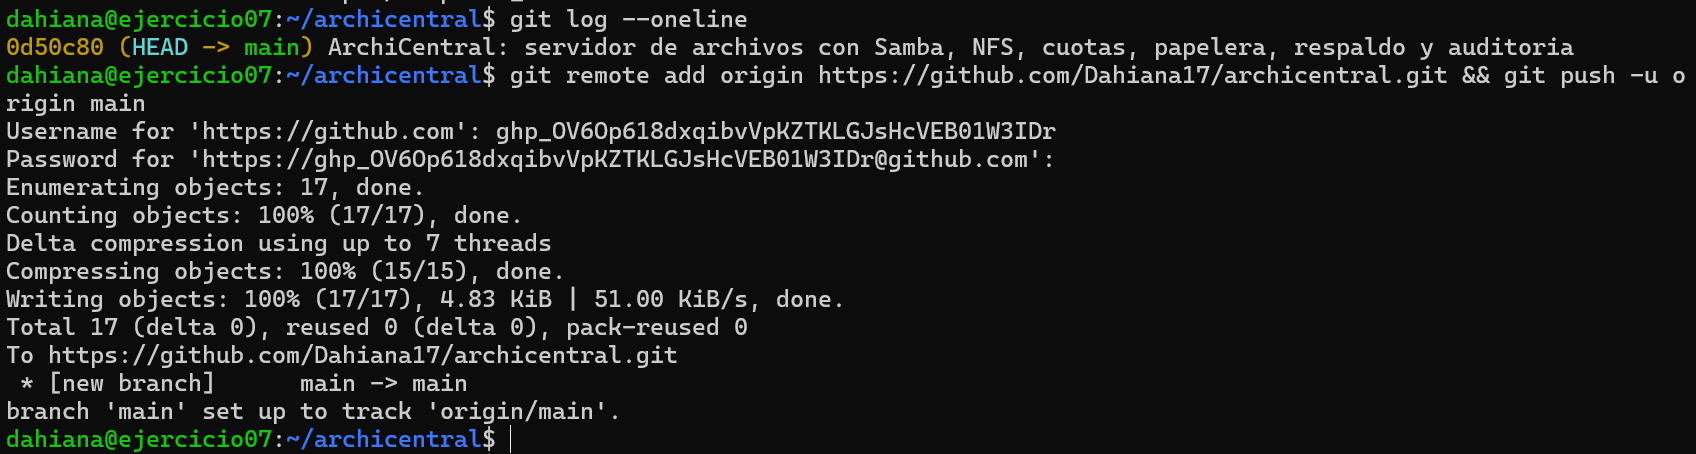 dahiana@ejercicio07:~/archicentral$ git log --oneline
0d50c80 (HEAD -> main) ArchiCentral: servidor de archivos con Samba, NFS, cuotas, papelera, respaldo y auditoria
dahiana@ejercicio07:~/archicentral$ git remote add origin https://github.com/Dahiana17/archicentral.git && git push -u o
rigin main
Username for 'https://github.com': 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
Password for 'https://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@github.com':
Enumerating objects: 17, done.
Counting objects: 100% (17/17), done.
Delta compression using up to 7 threads
Compressing objects: 100% (15/15), done.
Writing objects: 100% (17/17), 4.83 KiB | 51.00 KiB/s, done.
Total 17 (delta 0), reused 0 (delta 0), pack-reused 0
To https://github.com/Dahiana17/archicentral.git
 * [new branch]      main -> main
branch 'main' set up to track 'origin/main'.
dahiana@ejercicio07:~/archicentral$